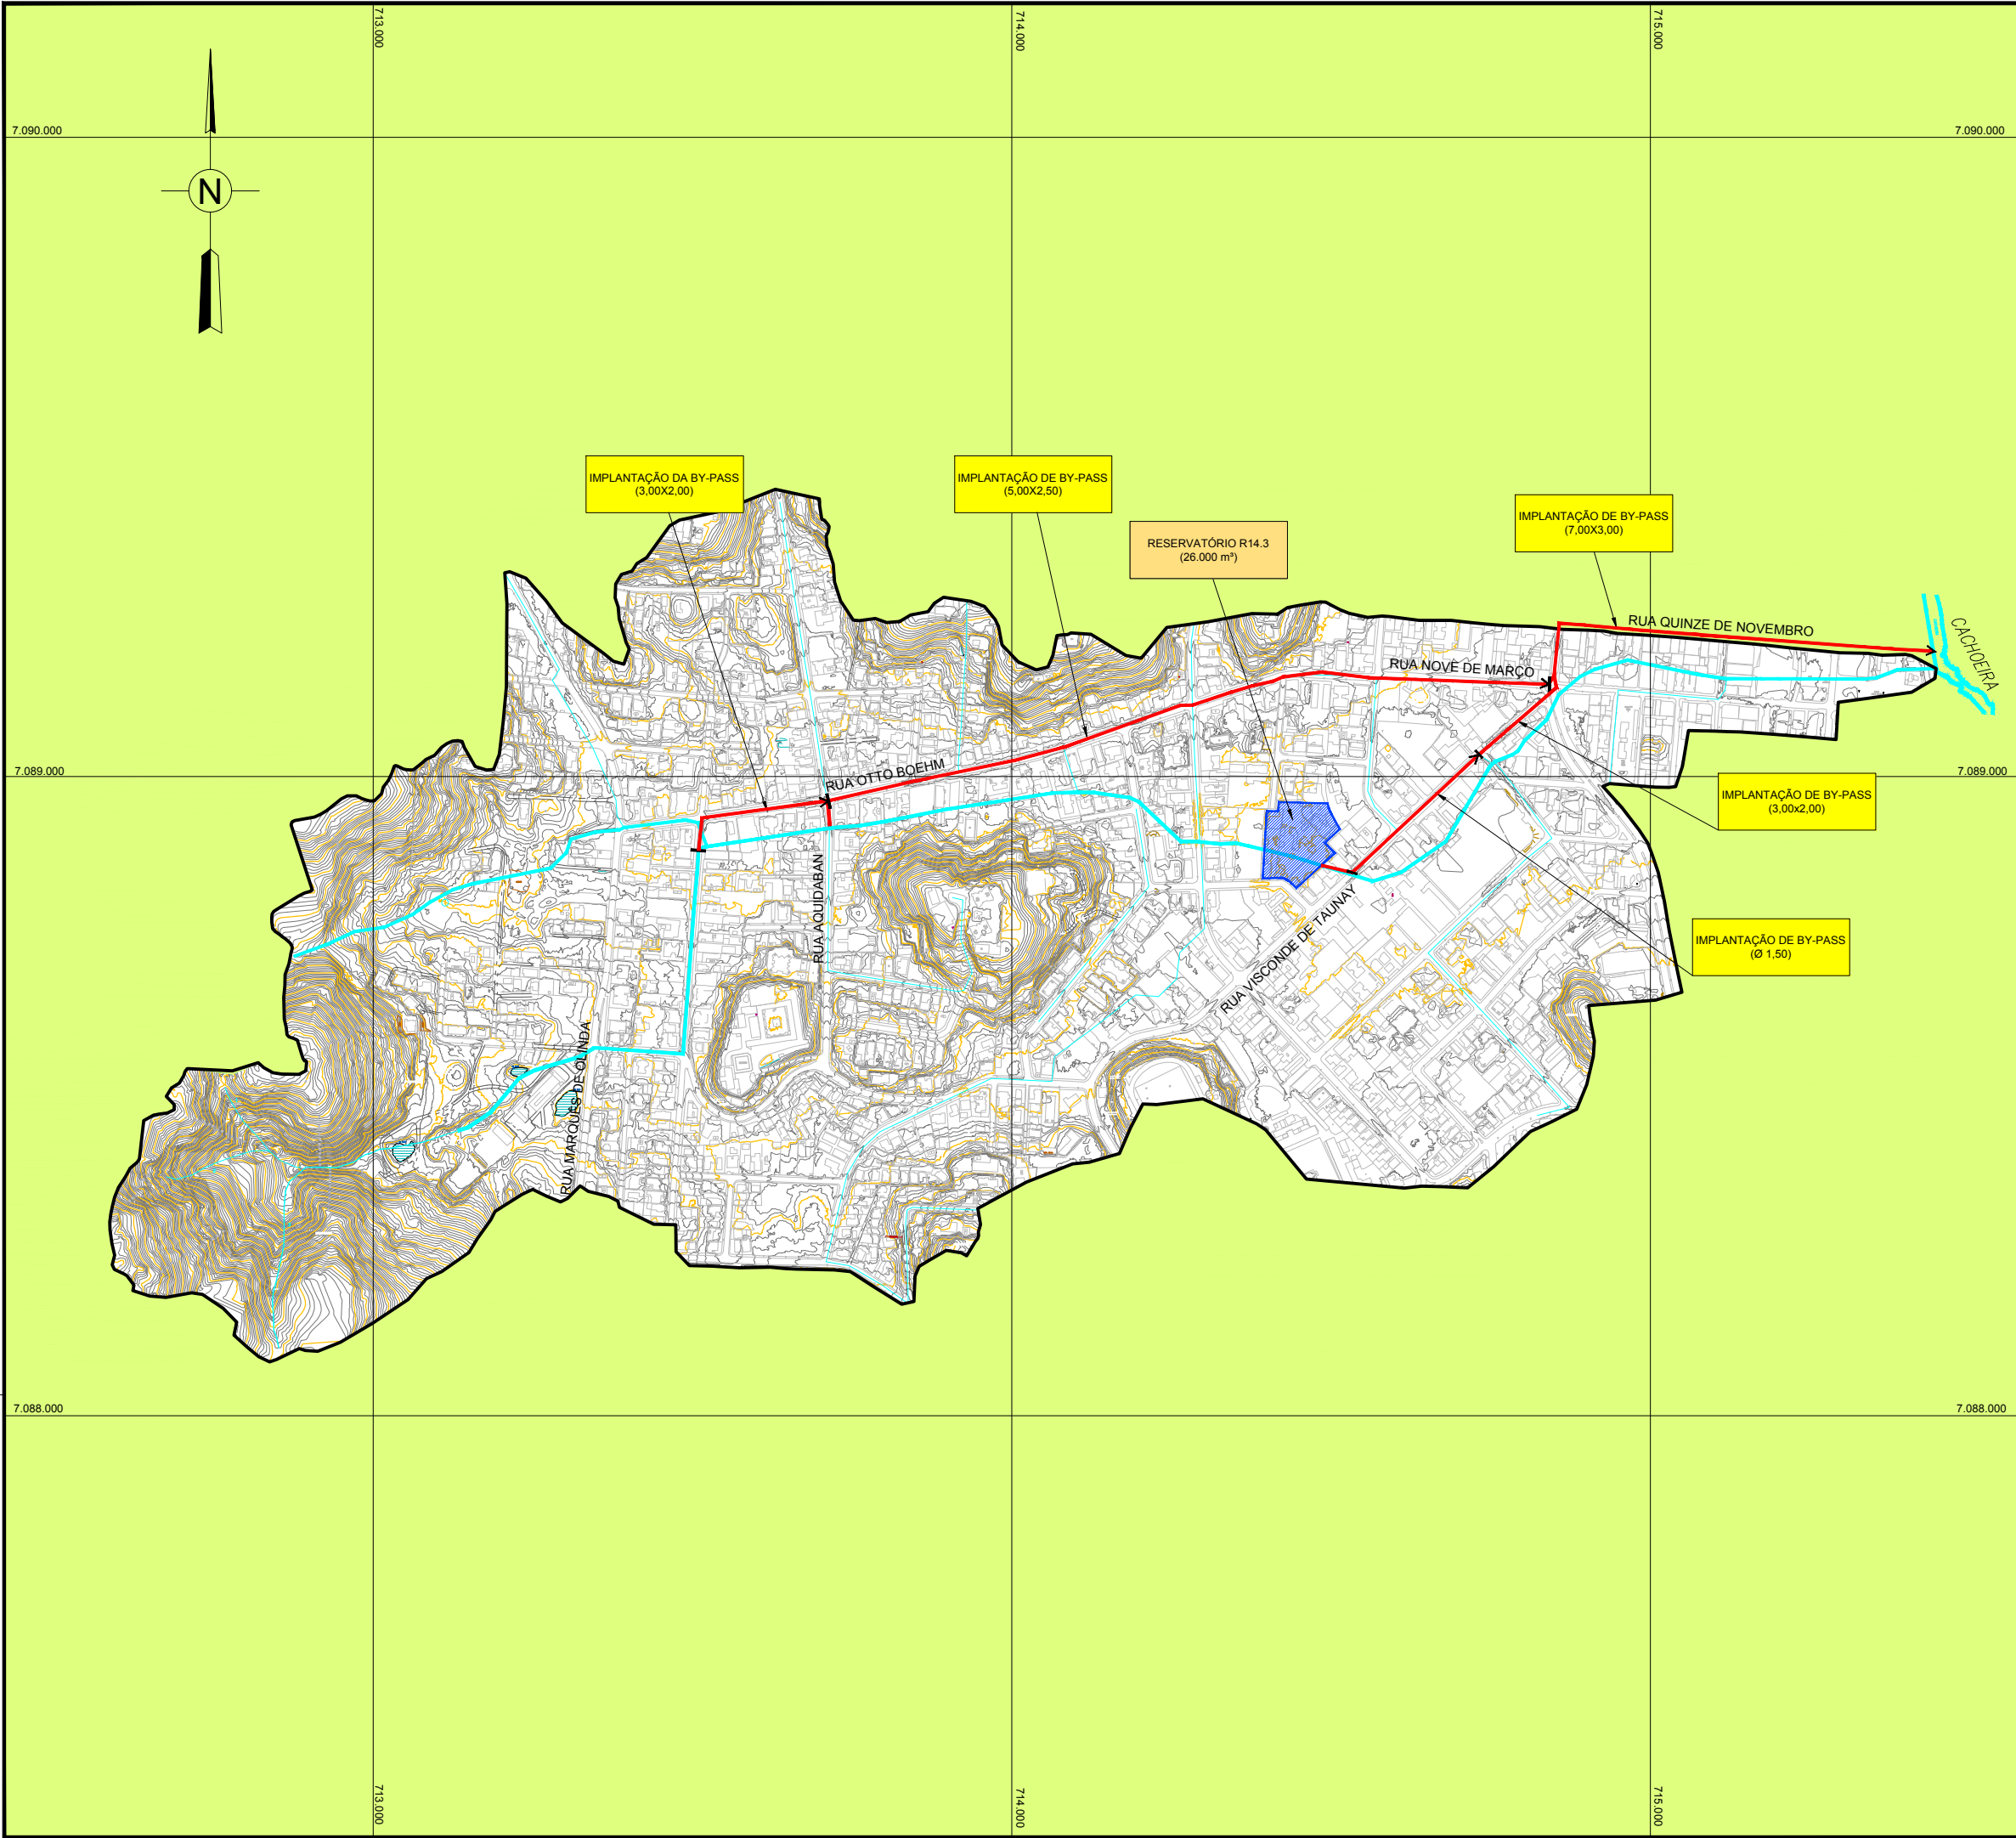 713.000
714.000
715.000
7.090.000
7.090.000
N
IMPLANTAÇÃO DA BY-PASS
(3,00X2,00)
IMPLANTAÇÃO DE BY-PASS
(5,00X2,50)
IMPLANTAÇÃO DE BY-PASS
(7,00X3,00)
RESERVATÓRIO R14.3
(26.000 m³)
RUA QUINZE DE NOVEMBRO
CACHOEIRA
RUA NOVE DE MARÇO
RUA OTTO BOEHM
7.089.000
7.089.000
IMPLANTAÇÃO DE BY-PASS
(3,00x2,00)
RUA AQUIDABAN
RUA VISCONDE DE TAUNAY
IMPLANTAÇÃO DE BY-PASS
(Ø 1,50)
RUA MARQUÊS DE OLINDA
7.088.000
7.088.000
713.000
714.000
715.000